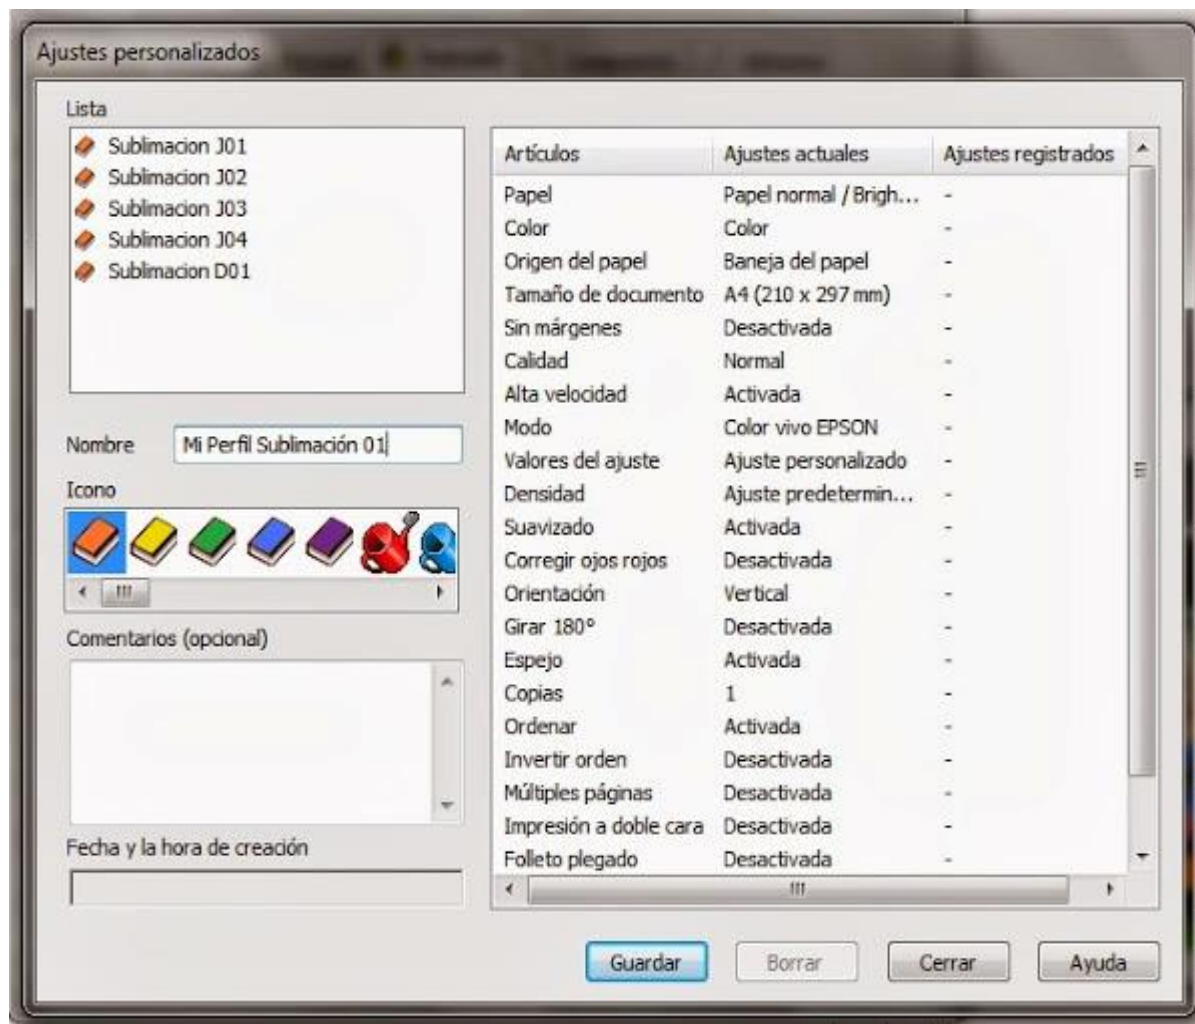 Ajustes personalizados
Lista
Sublimacion J01
Sublimacion J02
Sublimacion J03
Sublimacion J04
Sublimacion D01
Nombre Mi Perfil Sublimación 01
Icono
Comentarios (opcional)
Fecha y la hora de creación
Artículos Ajustes actuales Ajustes registrados
Papel Papel normal / Brigh... -
Color Color -
Origen del papel Baneja del papel -
Tamaño de documento A4 (210 x 297 mm) -
Sin márgenes Desactivada -
Calidad Normal -
Alta velocidad Activada -
Modo Color vivo EPSON -
Valores del ajuste Ajuste personalizado -
Densidad Ajuste predetermin... -
Suavizado Activada -
Corregir ojos rojos Desactivada -
Orientación Vertical -
Girar 180° Desactivada -
Espejo Activada -
Copias 1 -
Ordenar Activada -
Invertir orden Desactivada -
Múltiples páginas Desactivada -
Impresión a doble cara Desactivada -
Folleto plegado Desactivada -
Guardar Borrar Cerrar Ayuda